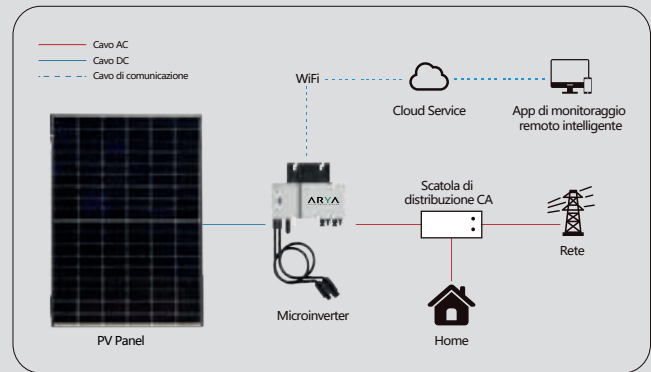 Cavo AC
Cavo DC
Cavo di comunicazione
WiFi
Cloud Service
App di monitoraggio
remoto intelligente
ARYA
Scatola di
distribuzione CA
Rete
Microinverter
Home
PV Panel